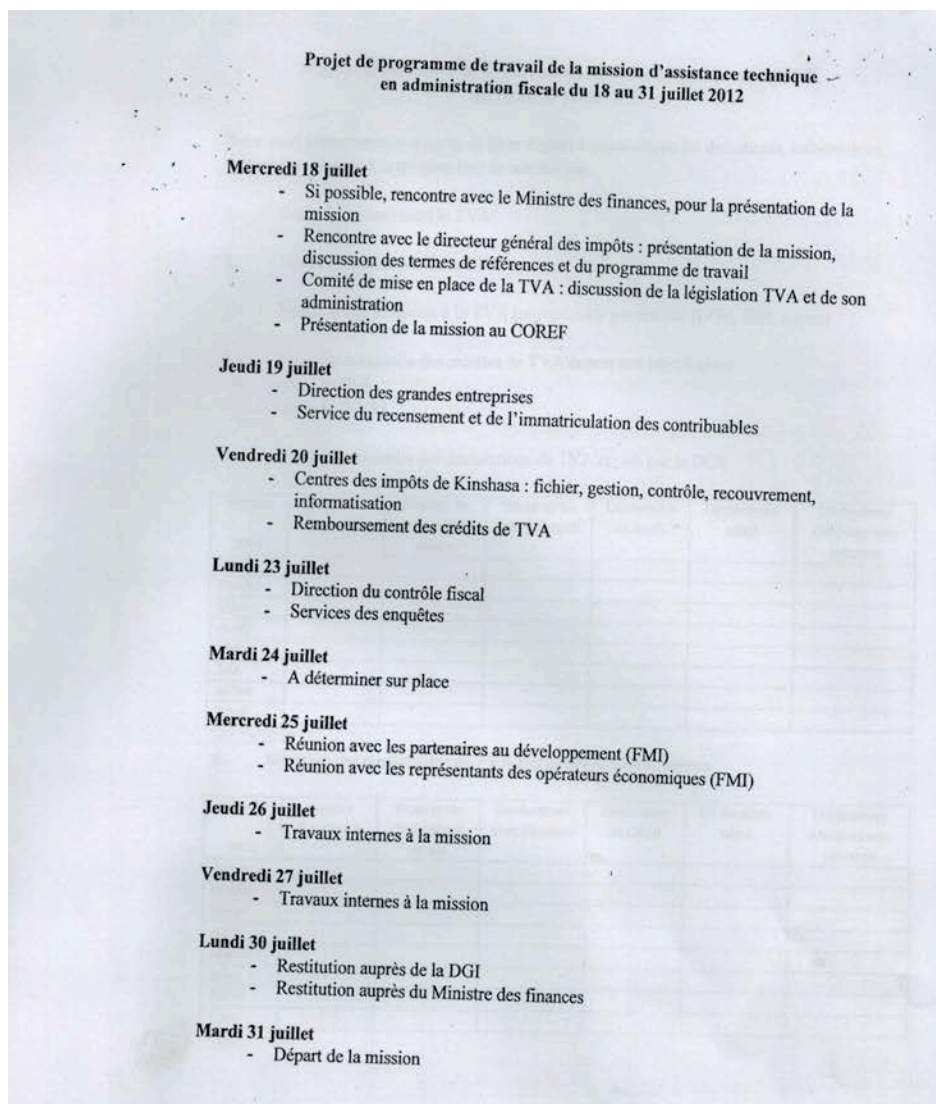 Projet de programme de travail de la mission d'assistance technique
en administration fiscale du 18 au 31 juillet 2012
Mercredi 18 juillet
- Si possible, rencontre avec le Ministre des finances, pour la présentation de la
mission
- Rencontre avec le directeur général des impôts : présentation de la mission,
discussion des termes de références et du programme de travail
- Comité de mise en place de la TVA : discussion de la législation TVA et de son
administration
- Présentation de la mission au COREF
Jeudi 19 juillet
- Direction des grandes entreprises
- Service du recensement et de l'immatriculation des contribuables
Vendredi 20 juillet
- Centres des impôts de Kinshasa : fichier, gestion, contrôle, recouvrement,
informatisation
- Remboursement des crédits de TVA
Lundi 23 juillet
- Direction du contrôle fiscal
- Services des enquêtes
Mardi 24 juillet
- A déterminer sur place
Mercredi 25 juillet
- Réunion avec les partenaires au développement (FMI)
- Réunion avec les représentants des opérateurs économiques (FMI)
Jeudi 26 juillet
- Travaux internes à la mission
Vendredi 27 juillet
- Travaux internes à la mission
Lundi 30 juillet
- Restitution auprès de la DGI
- Restitution auprès du Ministre des finances
Mardi 31 juillet
- Départ de la mission